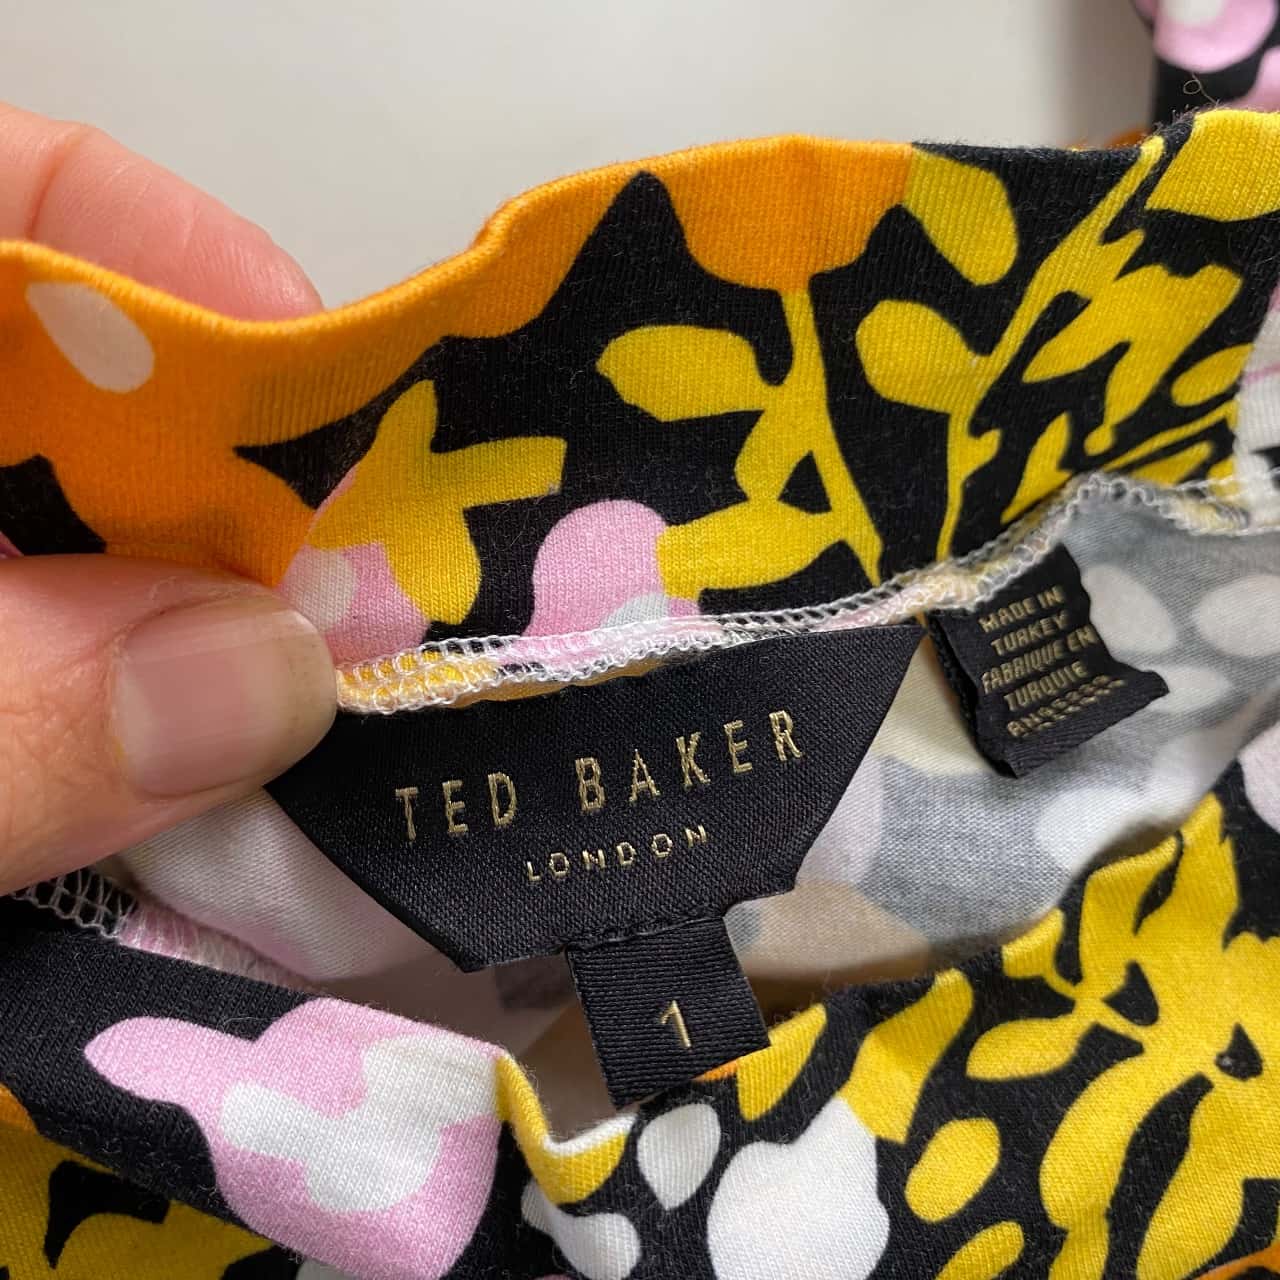 TED BAKER
LONDON
1
MADE IN
TURKEY
FABRIQUE EN
TURQUIE